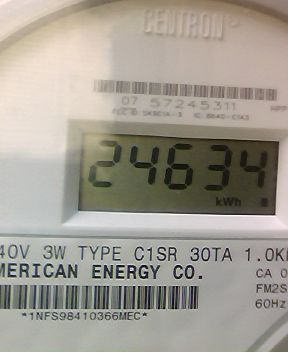 CENTRON
07 57245311
24634
kWh
40V 3W TYPE C1SR 30TA 1.0K
MERICAN ENERGY CO.
CA 0
FM2S
60Hz
*1NFS98410366MEC*